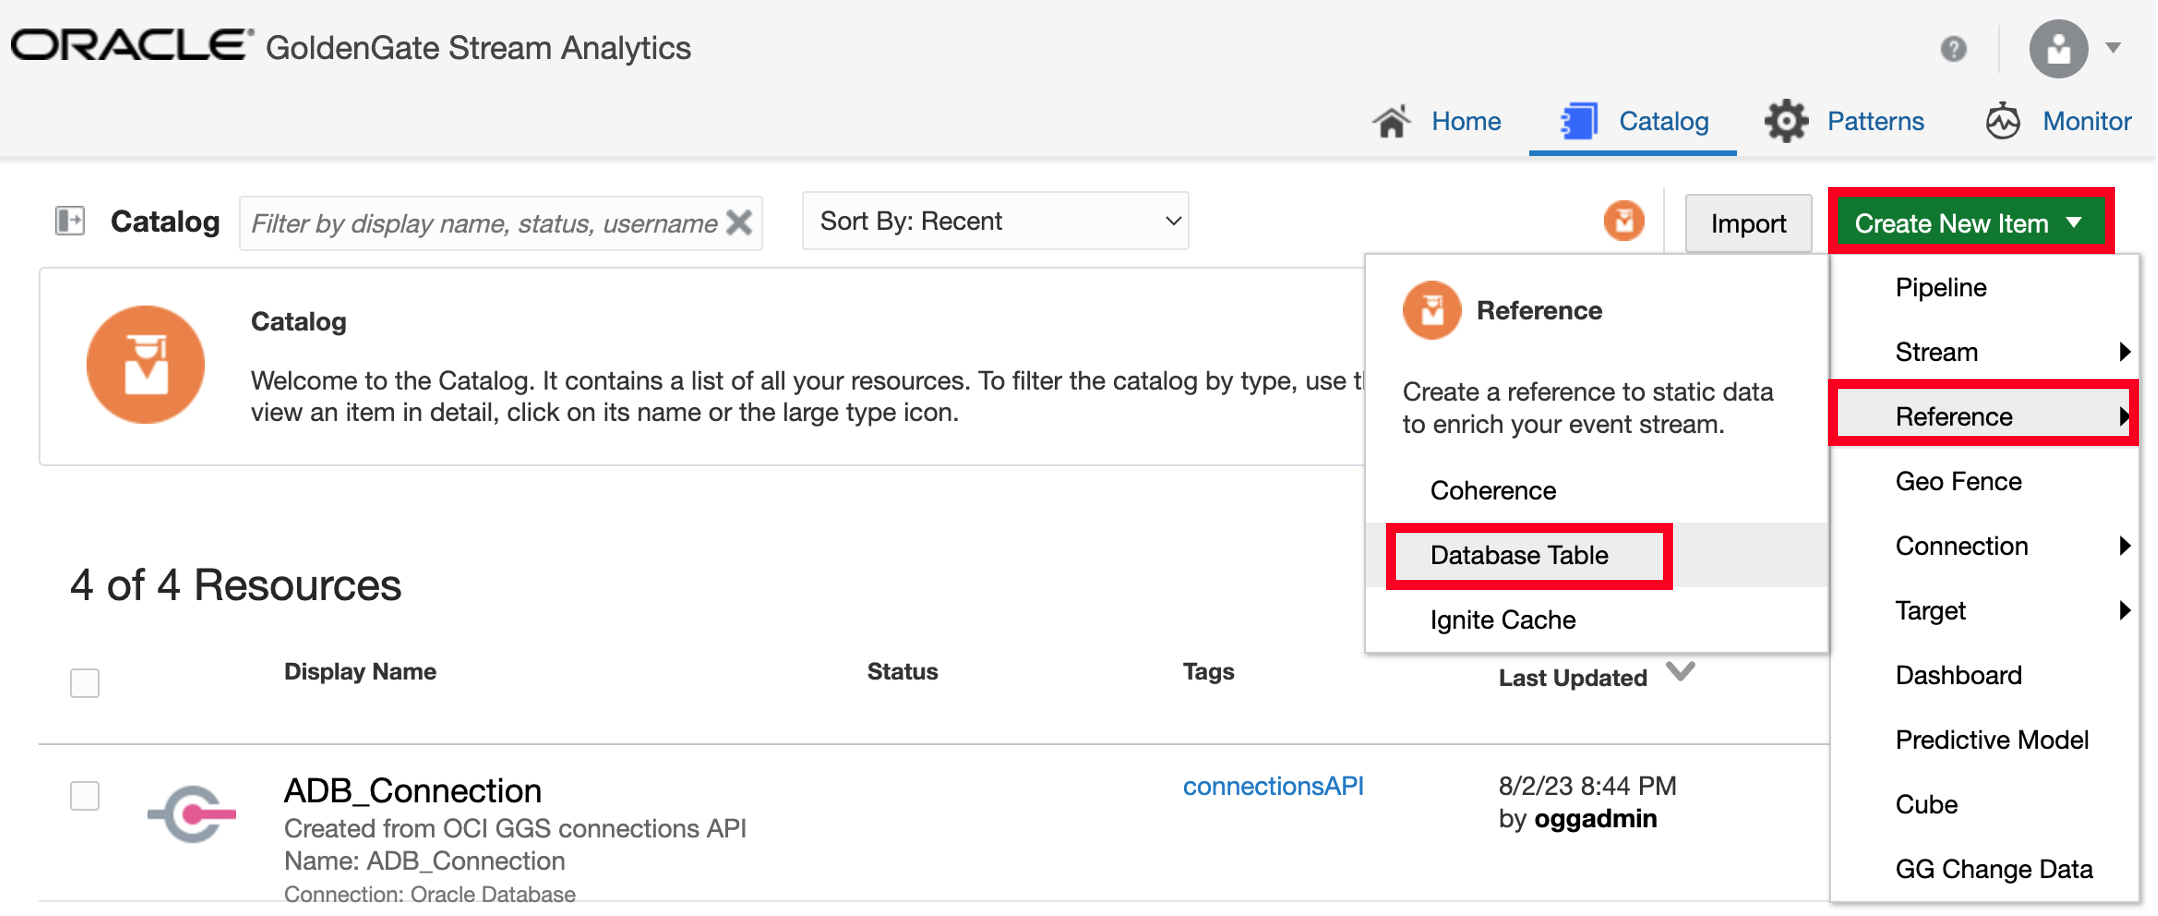 ORACLE GoldenGate Stream Analytics
Home
Catalog
Patterns
Monitor
Catalog
Filter by display name, status, username
Sort By: Recent
Import
Create New Item
Catalog
Welcome to the Catalog. It contains a list of all your resources. To filter the catalog by type, use
view an item in detail, click on its name or the large type icon.
Reference
Create a reference to static data
to enrich your event stream.
Coherence
Database Table
Ignite Cache
Pipeline
Stream
Reference
Geo Fence
Connection
Target
Dashboard
Predictive Model
Cube
GG Change Data
4 of 4 Resources
Display Name
Status
Tags
Last Updated
ADB_Connection
Created from OCI GGS connections API
Name: ADB_Connection
Connection: Oracle Database
connectionsAPI
8/2/23 8:44 PM
by oggadmin